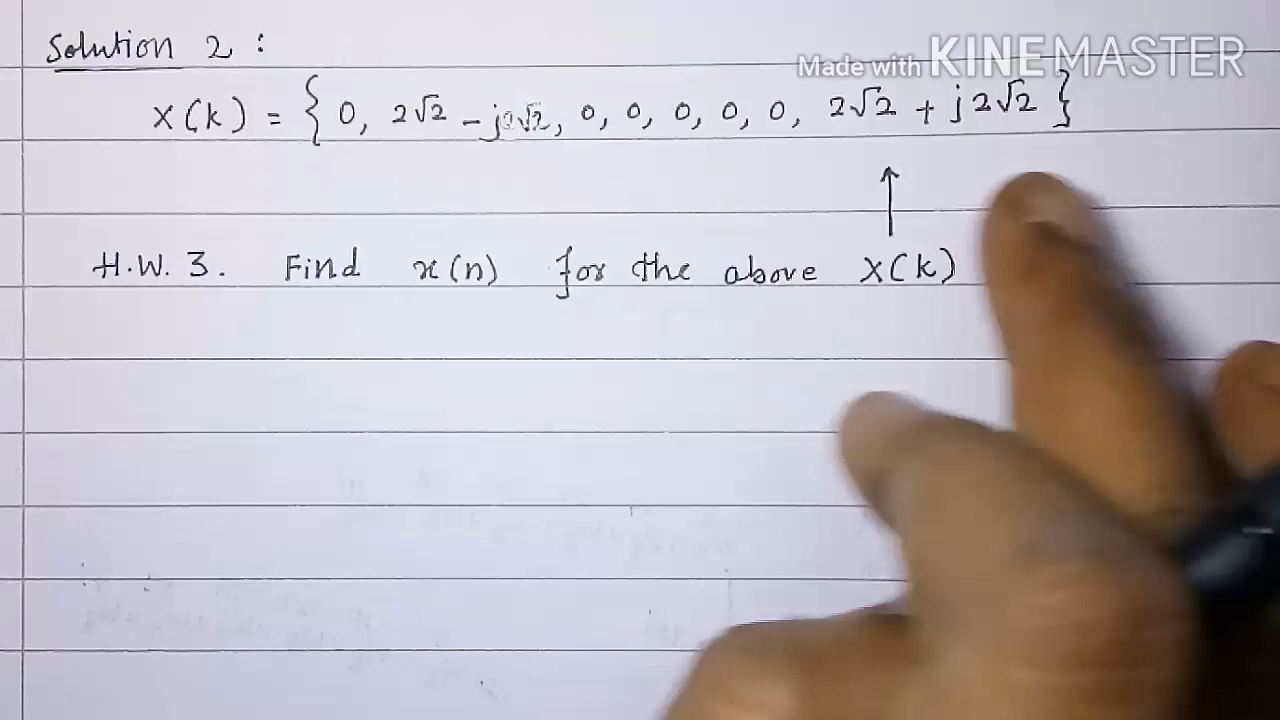 Solution 2 :
Made with KINEMASTER
X(k) = { 0, 2√2 - j2√2, 0, 0, 0, 0, 0, 2√2 + j2√2 }
↑
H.W. 3. Find x(n) for the above X(k)